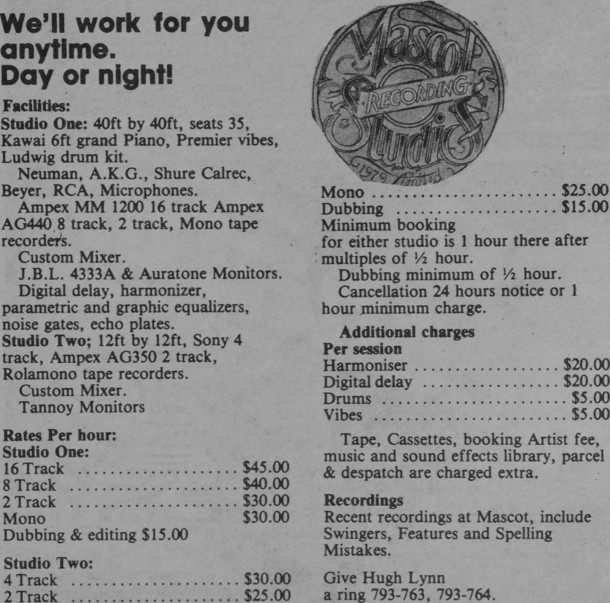 We'll work for you
anytime.
Day or night!
Facilities:
Studio One: 40ft by 40ft, seats 35,
Kawai 6ft grand Piano, Premier vibes,
Ludwig drum kit.
Neuman, A.K.G., Shure Calrec,
Beyer, RCA, Microphones.
Ampex MM 1200 16 track Ampex
AG440 8 track, 2 track, Mono tape
recorders.
Custom Mixer.
J.B.L. 4333A & Auratone Monitors.
Digital delay, harmonizer,
parametric and graphic equalizers,
noise gates, echo plates.
Studio Two; 12ft by 12ft, Sony 4
track, Ampex AG350 2 track,
Rolamono tape recorders.
Custom Mixer.
Tannoy Monitors
Rates Per hour:
Studio One:
16 Track .................... $45.00
8 Track ..................... $40.00
2 Track ..................... $30.00
Mono $30.00
Dubbing & editing $15.00
Studio Two:
4 Track ..................... $30.00
2 Track ..................... $25.00
Mascot
RECORDING
Studios
1979 Limited
Mono ........................ $25.00
Dubbing ..................... $15.00
Minimum booking
for either studio is 1 hour there after
multiples of ½ hour.
Dubbing minimum of ½ hour.
Cancellation 24 hours notice or 1
hour minimum charge.
Additional charges
Per session
Harmoniser .................. $20.00
Digital delay ............... $20.00
Drums ....................... $5.00
Vibes ....................... $5.00
Tape, Cassettes, booking Artist fee,
music and sound effects library, parcel
& despatch are charged extra.
Recordings
Recent recordings at Mascot, include
Swingers, Features and Spelling
Mistakes.
Give Hugh Lynn
a ring 793-763, 793-764.